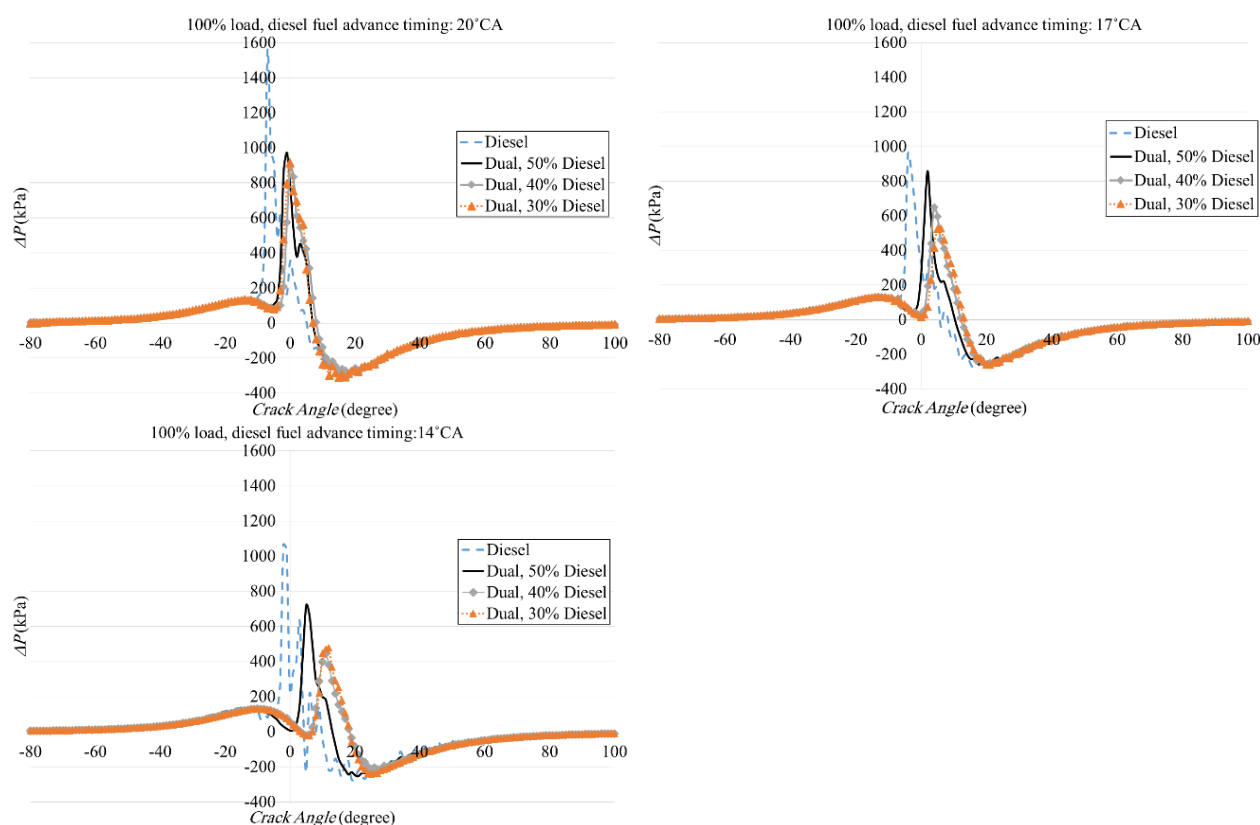 100% load, diesel fuel advance timing: 20˚CA
1600
1400
1200
1000
800
600
400
200
0
-200
-400
-80 -60 -40 -20 0 20 40 60 80 100
ΔP (kPa)
Crack Angle (degree)
Diesel
Dual, 50% Diesel
Dual, 40% Diesel
Dual, 30% Diesel
100% load, diesel fuel advance timing: 17˚CA
1600
1400
1200
1000
800
600
400
200
0
-200
-400
-80 -60 -40 -20 0 20 40 60 80 100
ΔP (kPa)
Crack Angle (degree)
Diesel
Dual, 50% Diesel
Dual, 40% Diesel
Dual, 30% Diesel
100% load, diesel fuel advance timing:14˚CA
1600
1400
1200
1000
800
600
400
200
0
-200
-400
-80 -60 -40 -20 0 20 40 60 80 100
ΔP (kPa)
Crack Angle (degree)
Diesel
Dual, 50% Diesel
Dual, 40% Diesel
Dual, 30% Diesel